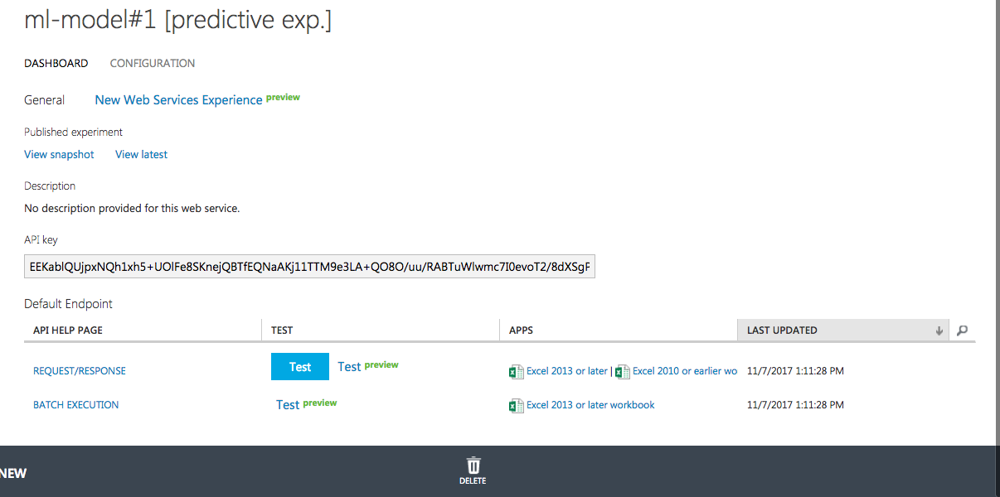 ml-model#1 [predictive exp.]
DASHBOARD CONFIGURATION
General New Web Services Experience preview
Published experiment
View snapshot View latest
Description
No description provided for this web service.
API key
EEKablQUjpxNQh1xh5+UOlFe8SKnejQBTfEQNaAKj11TTM9e3LA+QO8O/uu/RABTuWlwmc7I0evoT2/8dXSgF
Default Endpoint
API HELP PAGE TEST APPS LAST UPDATED
REQUEST/RESPONSE Test Test preview Excel 2013 or later | Excel 2010 or earlier wo 11/7/2017 1:11:28 PM
BATCH EXECUTION Test preview Excel 2013 or later workbook 11/7/2017 1:11:28 PM
NEW DELETE